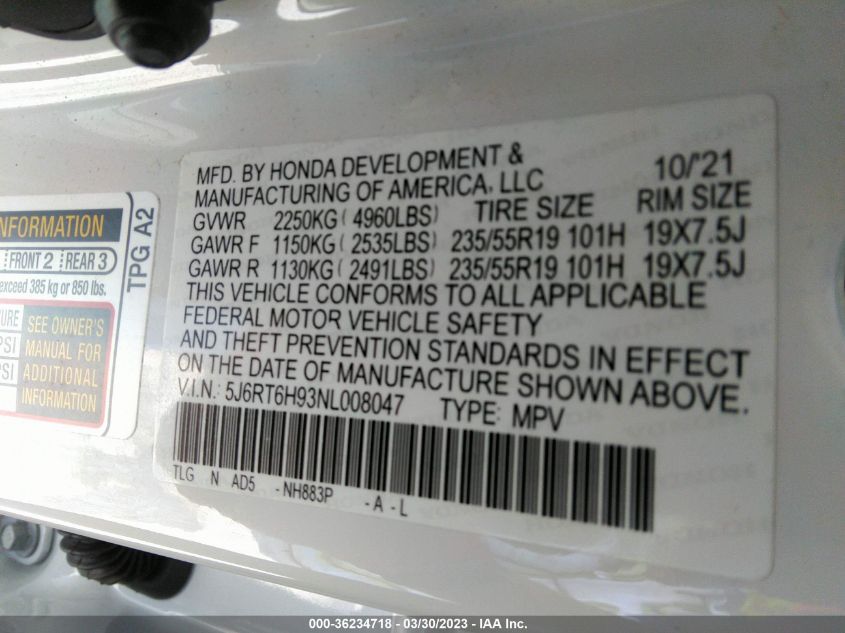 MFD. BY HONDA DEVELOPMENT & 10/'21
MANUFACTURING OF AMERICA, LLC
GVWR 2250KG ( 4960LBS) TIRE SIZE RIM SIZE
GAWR F 1150KG ( 2535LBS) 235/55R19 101H 19X7.5J
GAWR R 1130KG ( 2491LBS) 235/55R19 101H 19X7.5J
THIS VEHICLE CONFORMS TO ALL APPLICABLE
FEDERAL MOTOR VEHICLE SAFETY
AND THEFT PREVENTION STANDARDS IN EFFECT
ON THE DATE OF MANUFACTURE SHOWN ABOVE.
V.I.N.: 5J6RT6H93NL008047 TYPE: MPV
TLG N AD5 -NH883P -A-L
NFORMATION
FRONT 2 REAR 3
exceed 385 kg or 850 lbs.
SEE OWNER'S
MANUAL FOR
ADDITIONAL
INFORMATION
PSI
PSI
TPG A2
000-36234718 - 03/30/2023 - IAA Inc.